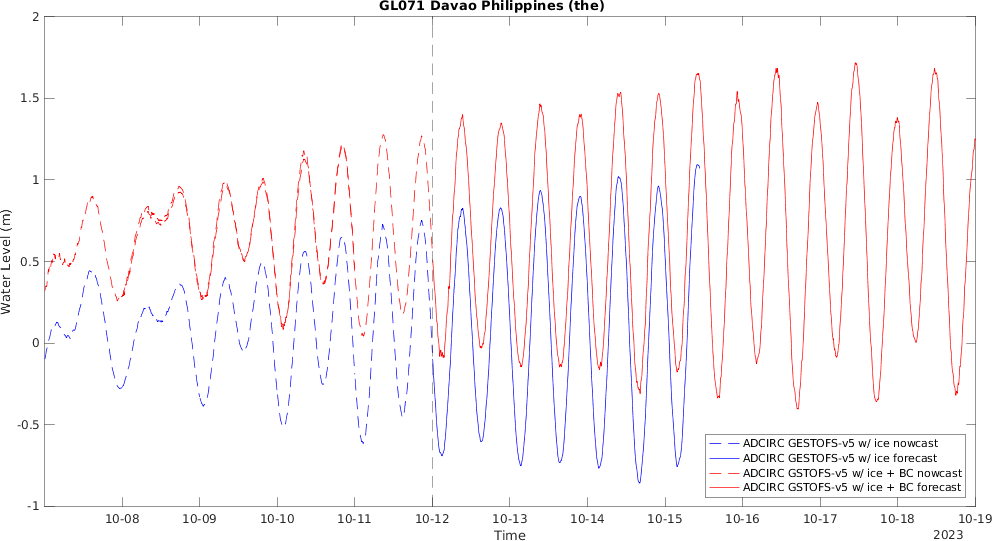 GL071 Davao Philippines (the)
2
1.5
1
0.5
0
-0.5
-1
Water Level (m)
ADCIRC GESTOFS-v5 w/ ice nowcast
ADCIRC GESTOFS-v5 w/ ice forecast
ADCIRC GSTOFS-v5 w/ ice + BC nowcast
ADCIRC GSTOFS-v5 w/ ice + BC forecast
10-08 10-09 10-10 10-11 10-12 10-13 10-14 10-15 10-16 10-17 10-18 10-19
Time
2023